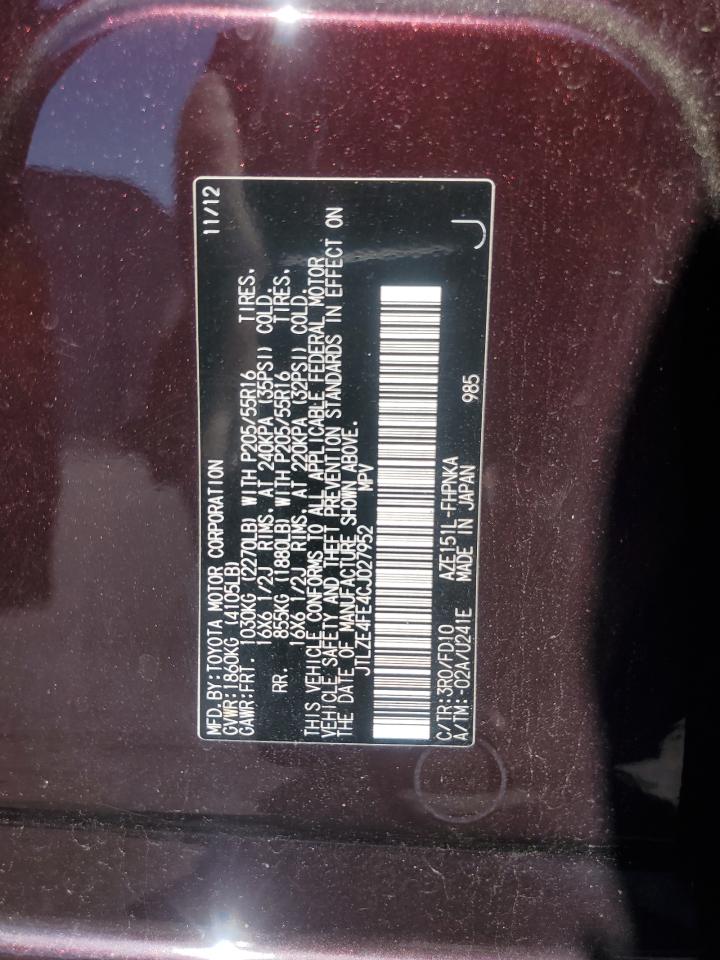 MFD.BY:TOYOTA MOTOR CORPORATION 11/12
GVWR:1860KG (4105LB)
GAWR:FRT. 1030KG (2270LB) WITH P205/55R16 TIRES.
16X6 1/2J RIMS. AT 240KPA (35PSI) COLD.
RR. 855KG (1880LB) WITH P205/55R16 TIRES.
16X6 1/2J RIMS. AT 220KPA (32PSI) COLD.
THIS VEHICLE CONFORMS TO ALL APPLICABLE FEDERAL MOTOR
VEHICLE SAFETY AND THEFT PREVENTION STANDARDS IN EFFECT ON
THE DATE OF MANUFACTURE SHOWN ABOVE.
JTLZE4FE4CJ027952 MPV
C/TR:3R0/FD10 AZE151L-FHPNKA
A/TM:-02A/U241E MADE IN JAPAN 985 J